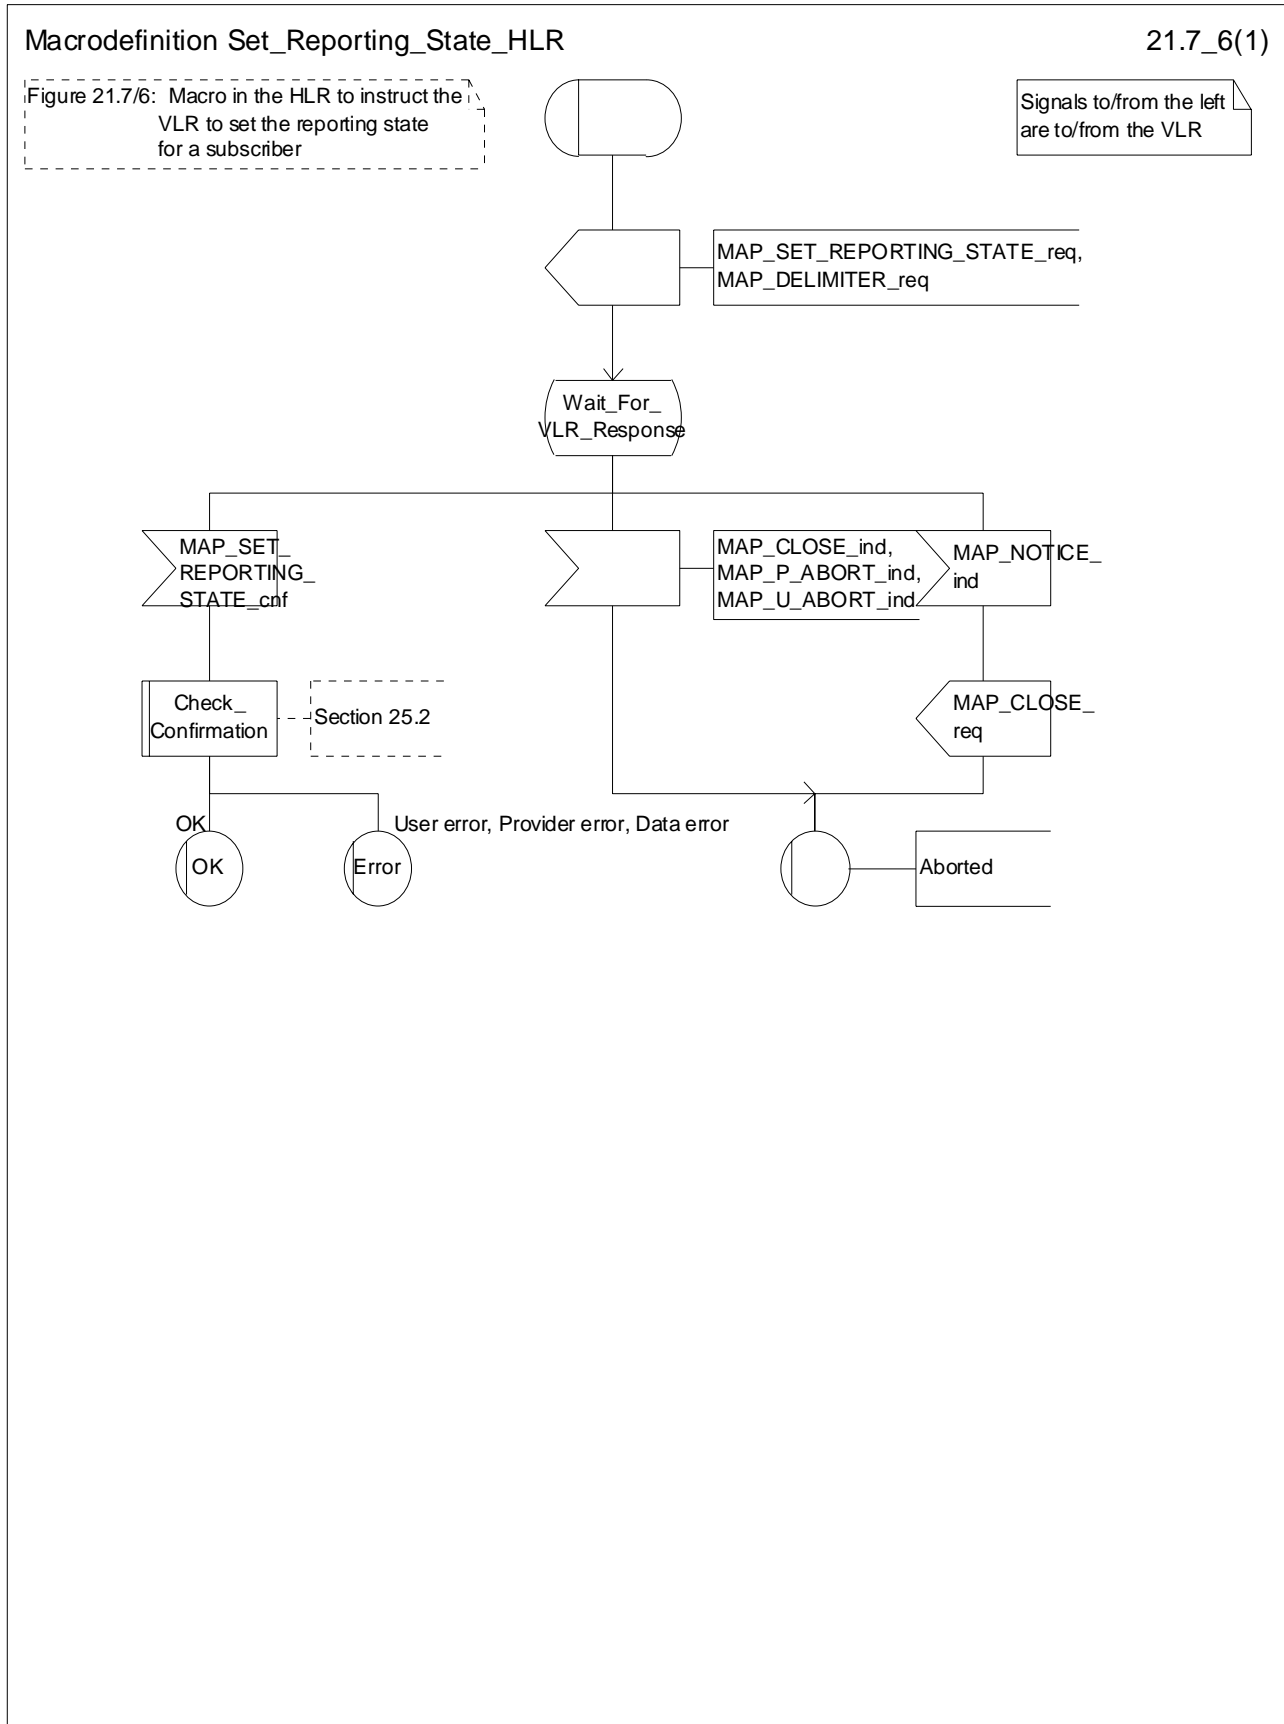 Macrodefinition Set_Reporting_State_HLR
21.7_6(1)
Figure 21.7/6: Macro in the HLR to instruct the
VLR to set the reporting state
for a subscriber
Signals to/from the left
are to/from the VLR
MAP_SET_REPORTING_STATE_req,
MAP_DELIMITER_req
Wait_For_
VLR_Response
MAP_SET_
REPORTING_
STATE_cnf
MAP_CLOSE_ind,
MAP_P_ABORT_ind,
MAP_U_ABORT_ind
MAP_NOTICE_
ind
Check_
Confirmation
Section 25.2
MAP_CLOSE_
req
OK
User error, Provider error, Data error
OK
Error
Aborted